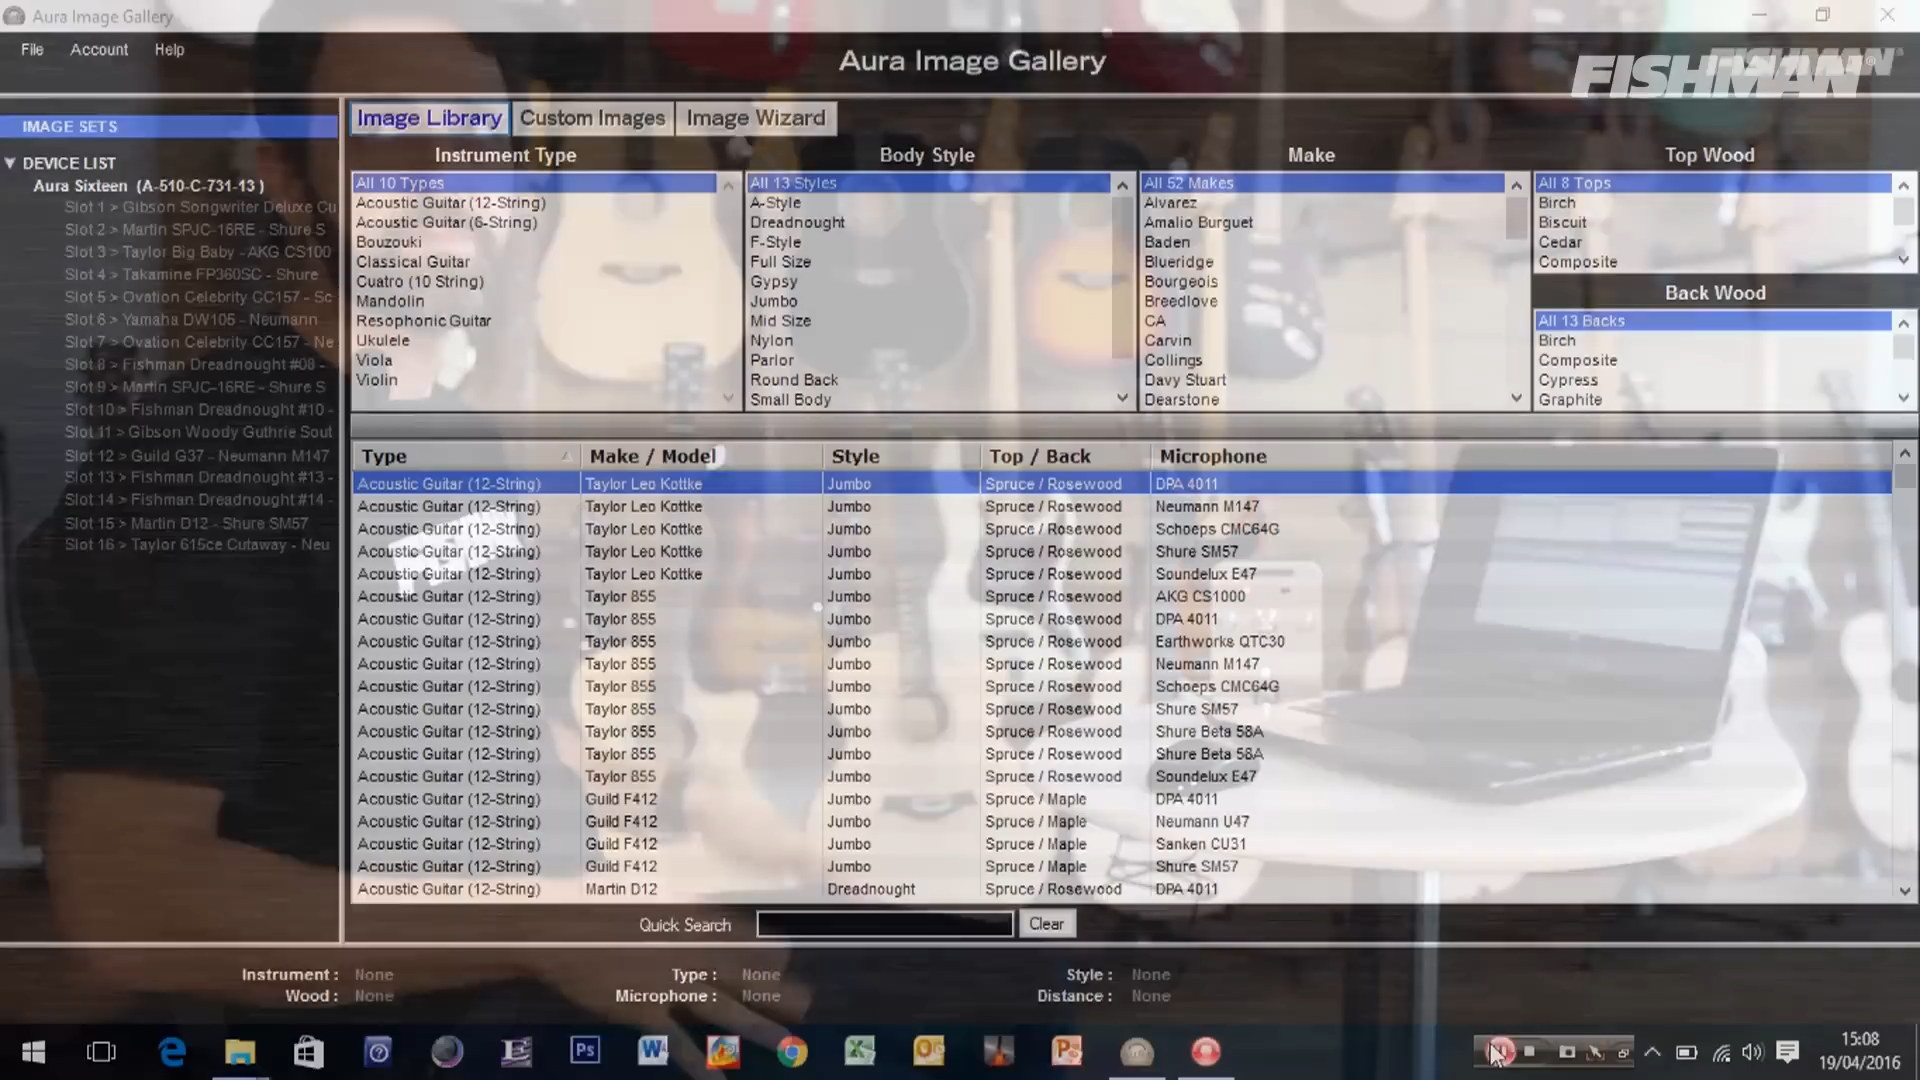 Aura Image Gallery
File Account Help
Aura Image Gallery
FISHMAN
FISHMAN
IMAGE SETS
DEVICE LIST
Aura Sixteen (A-510-C-731-13 )
Slot 1 > Gibson Songwriter Deluxe Cu
Slot 2 > Martin SPJC-16RE - Shure S
Slot 3 > Taylor Big Baby - AKG CS100
Slot 4 > Takamine FP360SC - Shure
Slot 5 > Ovation Celebrity CC157 - Sc
Slot 6 > Yamaha DW105 - Neumann
Slot 7 > Ovation Celebrity CC157 - Ne
Slot 8 > Fishman Dreadnought #08 -
Slot 9 > Martin SPJC-16RE - Shure S
Slot 10 > Fishman Dreadnought #10 -
Slot 11 > Gibson Woody Guthrie Sout
Slot 12 > Guild G37 - Neumann M147
Slot 13 > Fishman Dreadnought #13 -
Slot 14 > Fishman Dreadnought #14 -
Slot 15 > Martin D12 - Shure SM57
Slot 16 > Taylor 615ce Cutaway - Neu
Image Library Custom Images Image Wizard
Instrument Type
All 10 Types
Acoustic Guitar (12-String)
Acoustic Guitar (6-String)
Bouzouki
Classical Guitar
Cuatro (10 String)
Mandolin
Resophonic Guitar
Ukulele
Viola
Violin
Body Style
All 13 Styles
A-Style
Dreadnought
F-Style
Full Size
Gypsy
Jumbo
Mid Size
Nylon
Parlor
Round Back
Small Body
Make
All 52 Makes
Alvarez
Amalio Burguet
Baden
Blueridge
Bourgeois
Breedlove
CA
Carvin
Collings
Davy Stuart
Dearstone
Top Wood
All 8 Tops
Birch
Biscuit
Cedar
Composite
Back Wood
All 13 Backs
Birch
Composite
Cypress
Graphite
Type Make / Model Style Top / Back Microphone
Acoustic Guitar (12-String) Taylor Leo Kottke Jumbo Spruce / Rosewood DPA 4011
Acoustic Guitar (12-String) Taylor Leo Kottke Jumbo Spruce / Rosewood Neumann M147
Acoustic Guitar (12-String) Taylor Leo Kottke Jumbo Spruce / Rosewood Schoeps CMC64G
Acoustic Guitar (12-String) Taylor Leo Kottke Jumbo Spruce / Rosewood Shure SM57
Acoustic Guitar (12-String) Taylor Leo Kottke Jumbo Spruce / Rosewood Soundelux E47
Acoustic Guitar (12-String) Taylor 855 Jumbo Spruce / Rosewood AKG CS1000
Acoustic Guitar (12-String) Taylor 855 Jumbo Spruce / Rosewood DPA 4011
Acoustic Guitar (12-String) Taylor 855 Jumbo Spruce / Rosewood Earthworks QTC30
Acoustic Guitar (12-String) Taylor 855 Jumbo Spruce / Rosewood Neumann M147
Acoustic Guitar (12-String) Taylor 855 Jumbo Spruce / Rosewood Schoeps CMC64G
Acoustic Guitar (12-String) Taylor 855 Jumbo Spruce / Rosewood Shure SM57
Acoustic Guitar (12-String) Taylor 855 Jumbo Spruce / Rosewood Shure Beta 58A
Acoustic Guitar (12-String) Taylor 855 Jumbo Spruce / Rosewood Shure Beta 58A
Acoustic Guitar (12-String) Taylor 855 Jumbo Spruce / Rosewood Soundelux E47
Acoustic Guitar (12-String) Guild F412 Jumbo Spruce / Maple DPA 4011
Acoustic Guitar (12-String) Guild F412 Jumbo Spruce / Maple Neumann U47
Acoustic Guitar (12-String) Guild F412 Jumbo Spruce / Maple Sanken CU31
Acoustic Guitar (12-String) Guild F412 Jumbo Spruce / Maple Shure SM57
Acoustic Guitar (12-String) Martin D12 Dreadnought Spruce / Rosewood DPA 4011
Quick Search Clear
Instrument : None Type : None Style : None
Wood : None Microphone : None Distance : None
15:08
19/04/2016